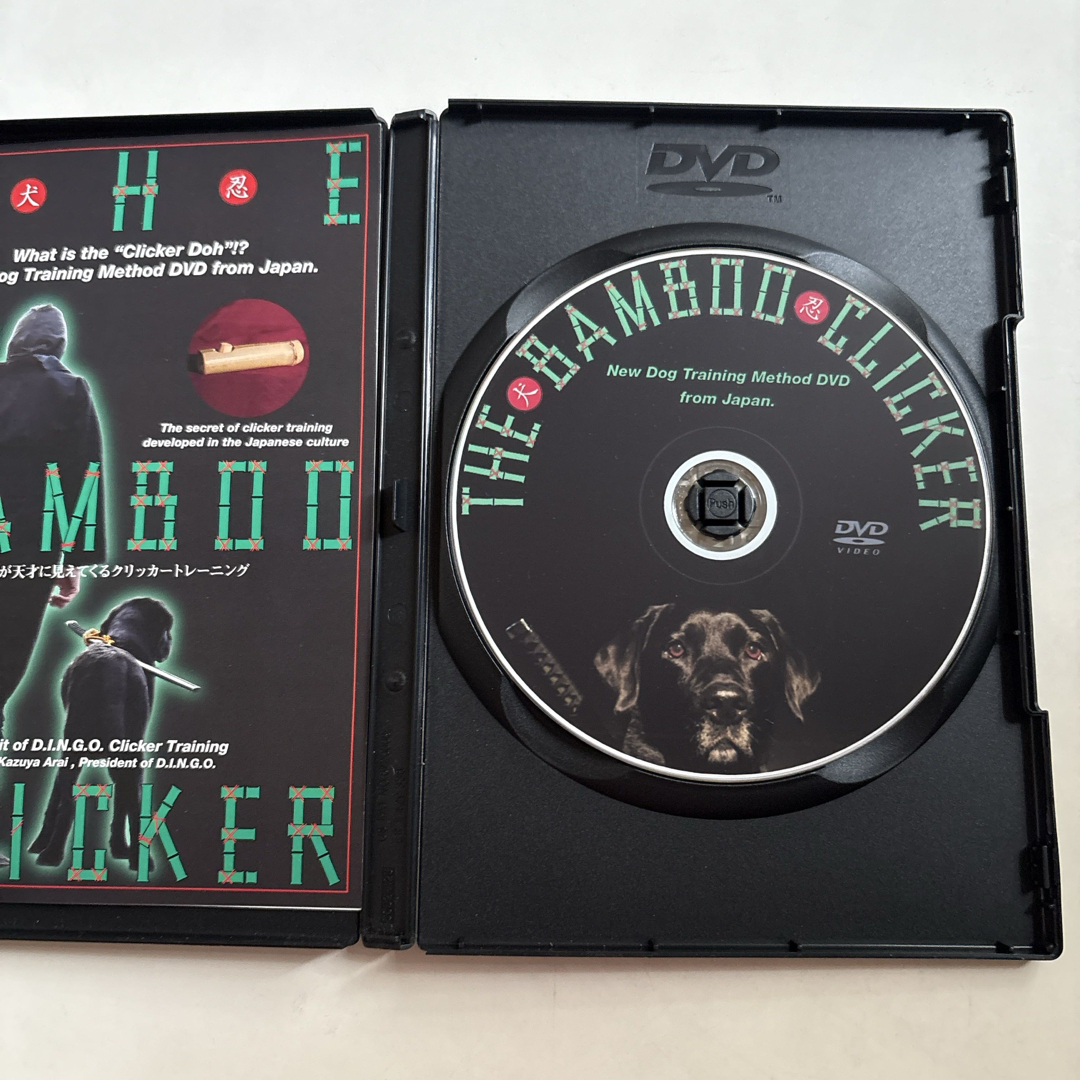 犬 忍
H E
What is the “Clicker Doh”!?
og Training Method DVD from Japan.
The secret of clicker training
developed in the Japanese culture
AMBOO
が天才に見えてくるクリッカートレーニング
it of D.I.N.G.O. Clicker Training
Kazuya Arai , President of D.I.N.G.O.
ICKER
DVD
TM
THE 犬 BAMBOO 忍 CLICKER
New Dog Training Method DVD
from Japan.
Push
DVD
VIDEO